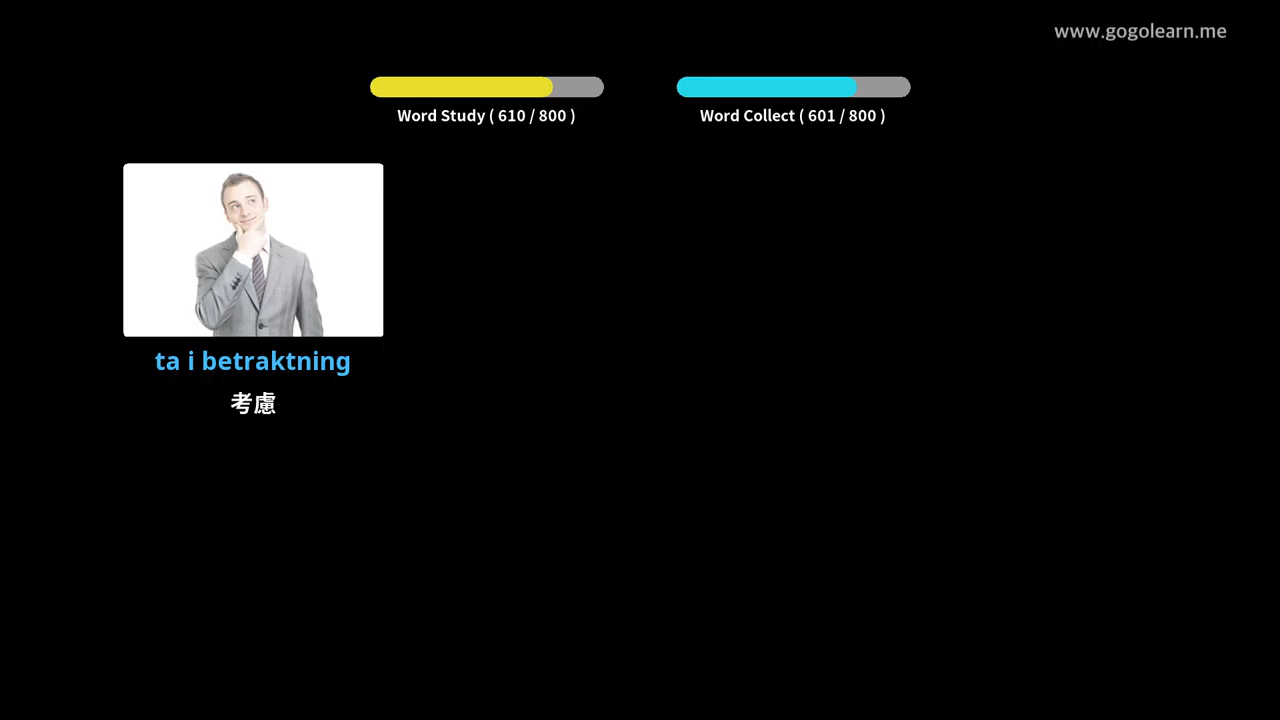 www.gogolearn.me
Word Study ( 610 / 800 )
Word Collect ( 601 / 800 )
ta i betraktning
考慮